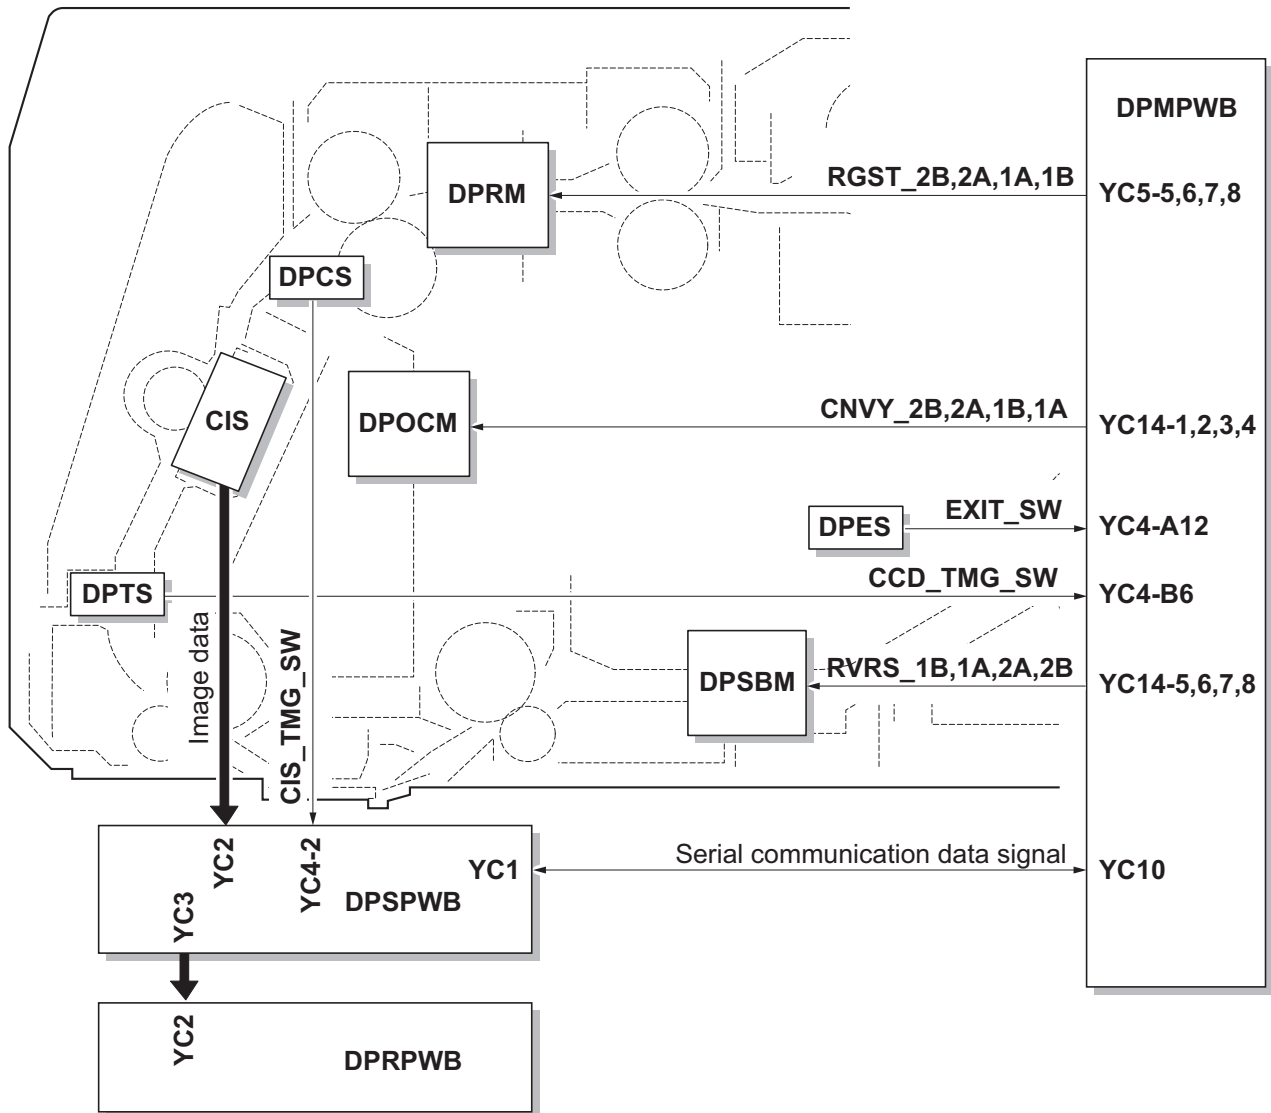 DPMPWB
DPRM
RGST_2B,2A,1A,1B
YC5-5,6,7,8
DPCS
CIS
DPOCM
CNVY_2B,2A,1B,1A
YC14-1,2,3,4
DPES
EXIT_SW
YC4-A12
DPTS
CCD_TMG_SW
YC4-B6
Image data
CIS_TMG_SW
DPSBM
RVRS_1B,1A,2A,2B
YC14-5,6,7,8
YC2
YC4-2
YC1
Serial communication data signal
YC10
YC3
DPSPWB
YC2
DPRPWB